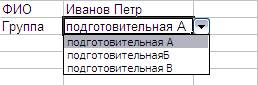 ФИО Иванов Петр
Группа подготовительная А
подготовительная А
подготовительнаяБ
подготовительная В